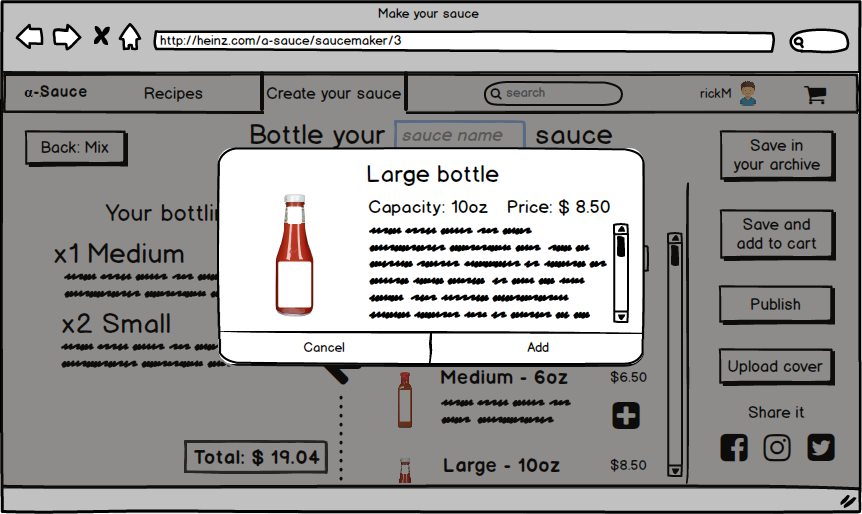 Make your sauce
http://heinz.com/a-sauce/saucemaker/3
α-Sauce Recipes Create your sauce search rickM
Back: Mix
Bottle your sauce name sauce
Large bottle
Capacity: 10oz Price: $ 8.50
Cancel Add
x1 Medium
x2 Small
Total: $ 19.04
Medium - 6oz $6.50
Large - 10oz $8.50
Save in
your archive
Save and
add to cart
Publish
Upload cover
Share it